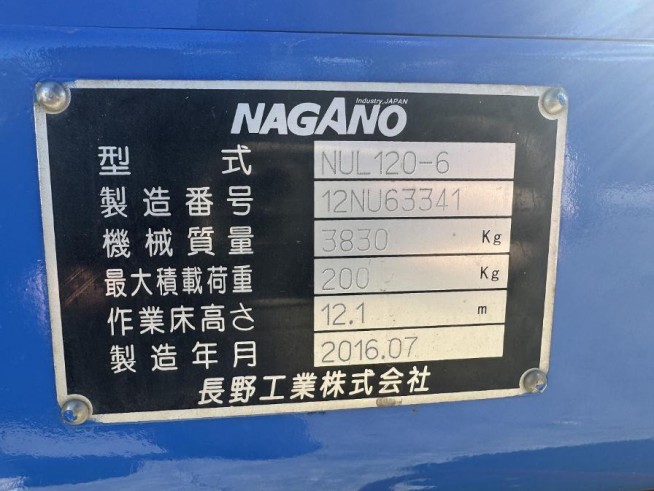 Industry,JAPAN
NAGANO
型式 NUL120-6
製造番号 12NU63341
機械質量 3830 Kg
最大積載荷重 200 Kg
作業床高さ 12.1 m
製造年月 2016.07
長野工業株式会社